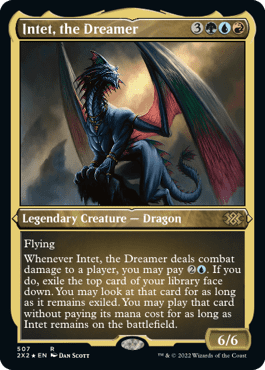 Intet, the Dreamer 3
Legendary Creature — Dragon
Flying
Whenever Intet, the Dreamer deals combat
damage to a player, you may pay 2. If you
do, exile the top card of your library face
down. You may look at that card for as long
as it remains exiled. You may play that card
without paying its mana cost for as long as
Intet remains on the battlefield.
6/6
507 R
2X2 ★ EN DAN SCOTT
™ & © 2022 Wizards of the Coast